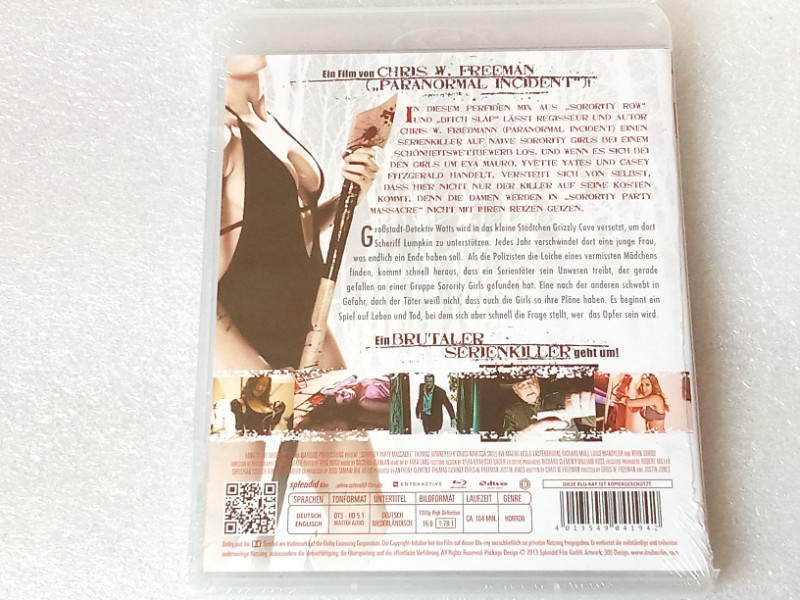 Ein Film von CHRIS W. FREEMAN
(„PARANORMAL INCIDENT")!
IN DIESEM PERFIDEN MIX AUS „SORORITY ROW"
UND „BITCH SLAP" LÄSST REGISSEUR UND AUTOR
CHRIS W. FRIEDMANN (PARANORMAL INCIDENT) EINEN
SERIENKILLER AUF NAIVE SORORITY GIRLS BEI EINEM
SCHÖNHEITSWETTBEWERB LOS. UND WENN ES SICH BEI
DEN GIRLS UM EVA MAURO, YVETTE YATES UND CASEY
FITZGERALD HANDELT, VERSTEHT SICH VON SELBST,
DASS HIER NICHT NUR DER KILLER AUF SEINE KOSTEN
KOMMT, DENN DIE DAMEN WERDEN IN „SORORITY PARTY
MASSACRE" NICHT MIT IHREN REIZEN GEIZEN.
Großstadt-Detektiv Watts wird in das kleine Städtchen Grizzly Cove versetzt, um dort
Scheriff Lumpkin zu unterstützen. Jedes Jahr verschwindet dort eine junge Frau,
was endlich ein Ende haben soll. Als die Polizisten die Leiche eines vermissten Mädchens
finden, kommt schnell heraus, dass ein Serientäter sein Unwesen treibt, der gerade
gefallen an einer Gruppe Sorority Girls gefunden hat. Eine nach der anderen schwebt in
Gefahr, doch der Täter weiß nicht, dass auch die Girls so ihre Pläne haben. Es beginnt ein
Spiel auf Leben und Tod, bei dem sich aber schnell die Frage stellt, wer das Opfer sein wird.
Ein BRUTALER
SERIENKILLER geht um!
splendid film
ENTERTAINMENT
DIESE BLU-RAY IST KOPIERGESCHÜTZT.
SPRACHEN TONFORMAT UNTERTITEL BILDFORMAT LAUFZEIT GENRE
DEUTSCH ENGLISCH DTS - HD 5.1 MASTER AUDIO DEUTSCH NIEDERLÄNDISCH 1080p High Definition 16:9 1.78:1 CA. 104 MIN. HORROR
4 013549 041942